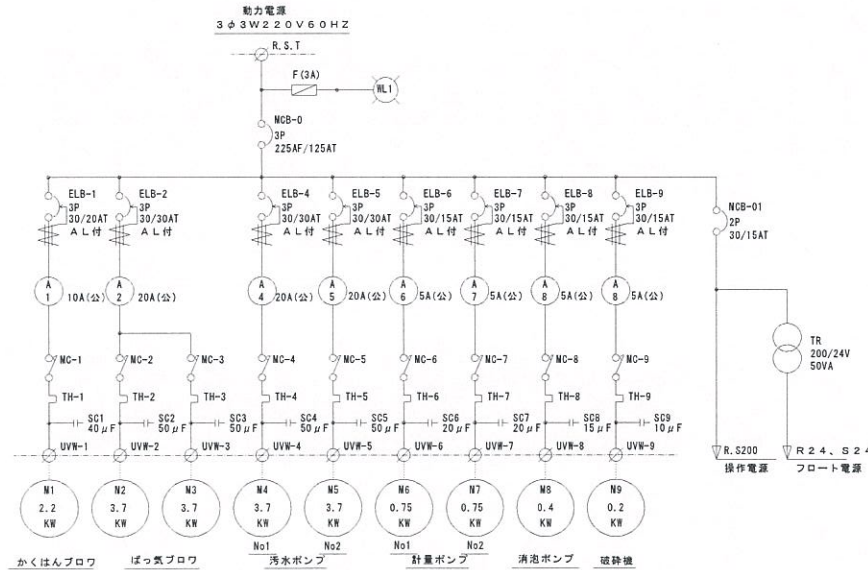 動力電源
3φ3W220V60HZ
R.S.T
F(3A)
WL1
MCB-0
3P
225AF/125AT
ELB-1
3P
30/20AT
AL付
ELB-2
3P
30/30AT
AL付
ELB-4
3P
30/30AT
AL付
ELB-5
3P
30/30AT
AL付
ELB-6
3P
30/15AT
AL付
ELB-7
3P
30/15AT
AL付
ELB-8
3P
30/15AT
AL付
ELB-9
3P
30/15AT
AL付
MCB-01
2P
30/15AT
A
1
10A(公)
A
2
20A(公)
A
4
20A(公)
A
5
20A(公)
A
6
5A(公)
A
7
5A(公)
A
8
5A(公)
A
8
5A(公)
TR
200/24V
50VA
MC-1
MC-2
MC-3
MC-4
MC-5
MC-6
MC-7
MC-8
MC-9
TH-1
TH-2
TH-3
TH-4
TH-5
TH-6
TH-7
TH-8
TH-9
SC1
40μF
SC2
50μF
SC3
50μF
SC4
50μF
SC5
50μF
SC6
20μF
SC7
20μF
SC8
15μF
SC9
10μF
UVW-1
UVW-2
UVW-3
UVW-4
UVW-5
UVW-6
UVW-7
UVW-8
UVW-9
R.S200
操作電源
R24、S24
フロート電源
M1
2.2
KW
M2
3.7
KW
M3
3.7
KW
M4
3.7
KW
M5
3.7
KW
M6
0.75
KW
M7
0.75
KW
M8
0.4
KW
M9
0.2
KW
No1
No2
No1
No2
かくはんブロワ
ばっ気ブロワ
汚水ポンプ
計量ポンプ
消泡ポンプ
破砕機